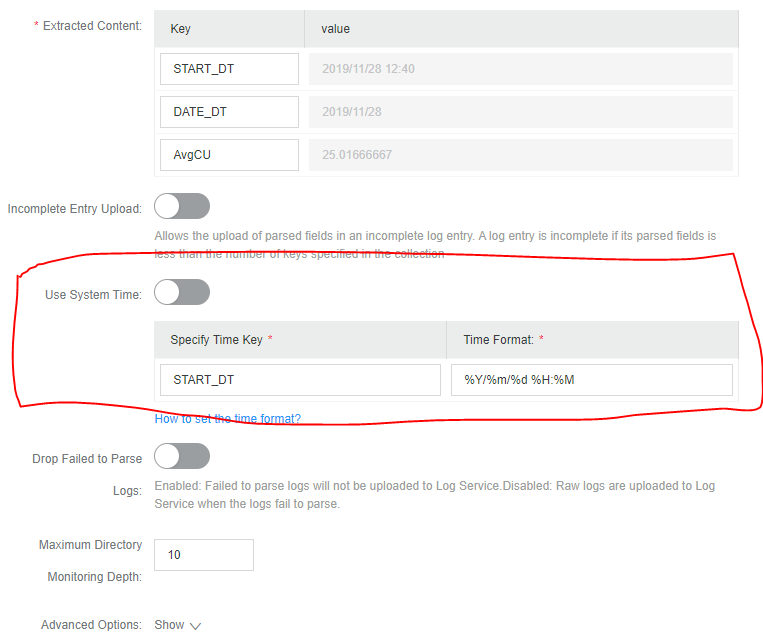 * Extracted Content:
Key
value
START_DT
2019/11/28 12:40
DATE_DT
2019/11/28
AvgCU
25.01666667
Incomplete Entry Upload:
Allows the upload of parsed fields in an incomplete log entry. A log entry is incomplete if its parsed fields is
less than the number of keys specified in the collection
Use System Time:
Specify Time Key *
Time Format: *
START_DT
%Y/%m/%d %H:%M
How to set the time format?
Drop Failed to Parse
Logs:
Enabled: Failed to parse logs will not be uploaded to Log Service.Disabled: Raw logs are uploaded to Log
Service when the logs fail to parse.
Maximum Directory
Monitoring Depth:
10
Advanced Options:
Show